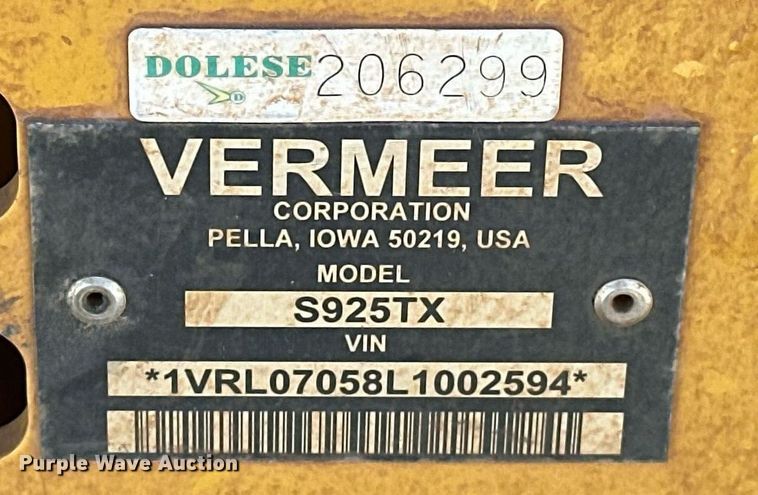 DOLESE 206299
D
VERMEER
CORPORATION
PELLA, IOWA 50219, USA
MODEL
S925TX
VIN
*1VRL07058L1002594*
Purple Wave Auction